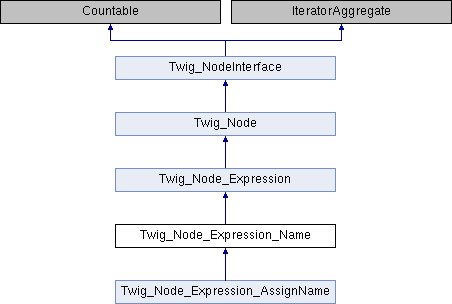 Countable
IteratorAggregate
Twig_NodeInterface
Twig_Node
Twig_Node_Expression
Twig_Node_Expression_Name
Twig_Node_Expression_AssignName